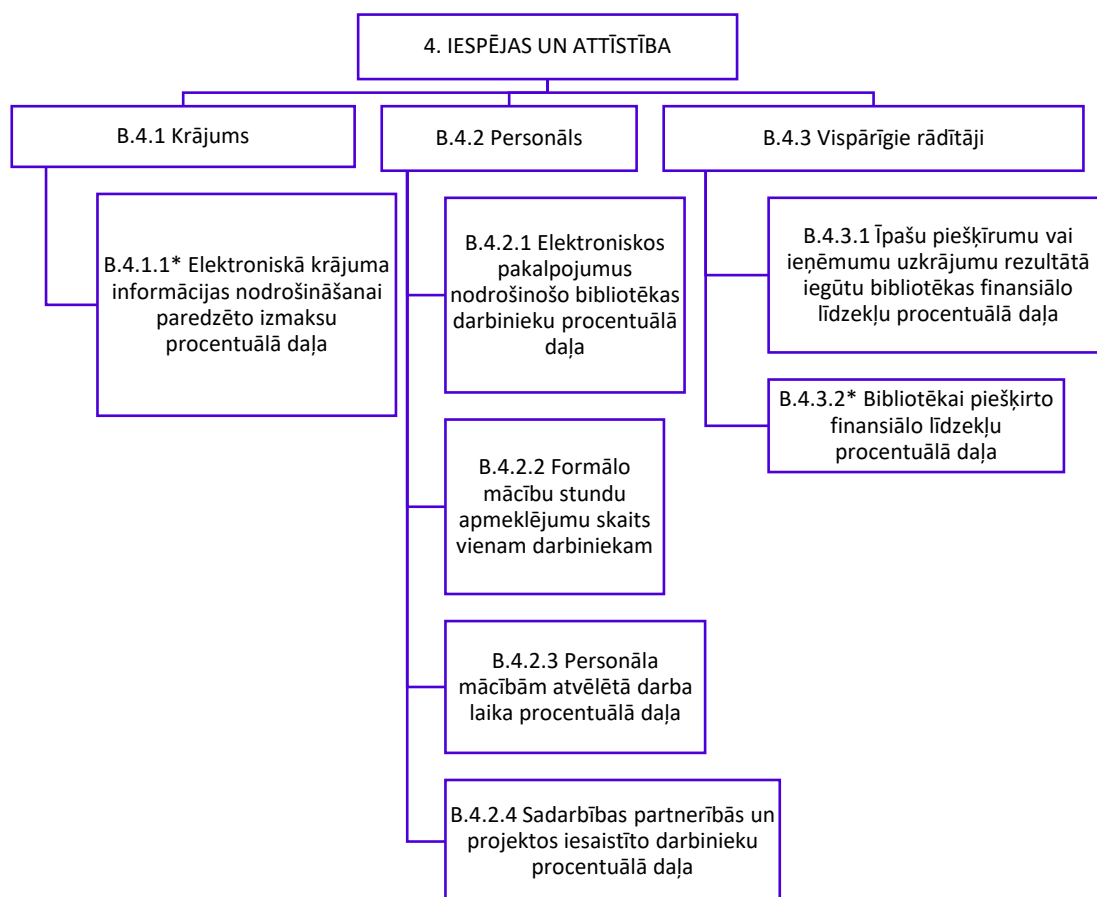 4. IESPĒJAS UN ATTĪSTĪBA
B.4.1 Krājums
B.4.1.1* Elektroniskā krājuma
informācijas nodrošināšanai
paredzēto izmaksu
procentuālā daļa
B.4.2 Personāls
B.4.2.1 Elektroniskos
pakalpojumus
nodrošinošo bibliotēkas
darbinieku procentuālā
daļa
B.4.2.2 Formālo
mācību stundu
apmeklējumu skaits
vienam darbiniekam
B.4.2.3 Personāla
mācībām atvēlētā darba
laika procentuālā daļa
B.4.2.4 Sadarbības partnerībās un
projektos iesaistīto darbinieku
procentuālā daļa
B.4.3 Vispārīgie rādītāji
B.4.3.1 Īpašu piešķīrumu vai
ieņēmumu uzkrājumu rezultātā
iegūtu bibliotēkas finansiālo
līdzekļu procentuālā daļa
B.4.3.2* Bibliotēkai piešķirto
finansiālo līdzekļu
procentuālā daļa